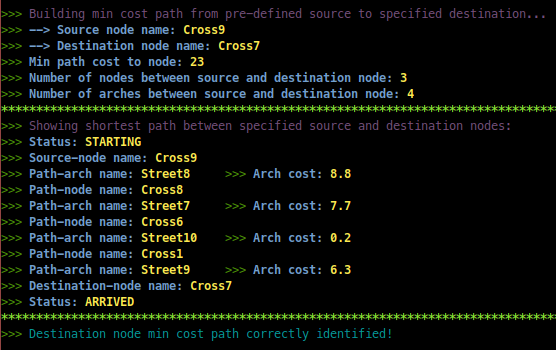 >>> Building min cost path from pre-defined source to specified destination...
>>> --> Source node name: Cross9
>>> --> Destination node name: Cross7
>>> Min path cost to node: 23
>>> Number of nodes between source and destination node: 3
>>> Number of arches between source and destination node: 4
*******************************************************************************
>>> Showing shortest path between specified source and destination nodes:
>>> Status: STARTING
>>> Source-node name: Cross9
>>> Path-arch name: Street8     >>> Arch cost: 8.8
>>> Path-node name: Cross8
>>> Path-arch name: Street7     >>> Arch cost: 7.7
>>> Path-node name: Cross6
>>> Path-arch name: Street10    >>> Arch cost: 0.2
>>> Path-node name: Cross1
>>> Path-arch name: Street9     >>> Arch cost: 6.3
>>> Destination-node name: Cross7
>>> Status: ARRIVED
*******************************************************************************
>>> Destination node min cost path correctly identified!